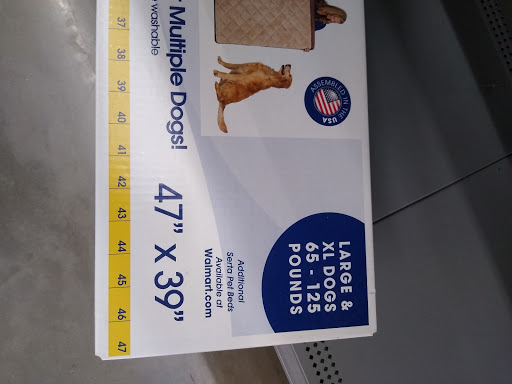 ASSEMBLED IN THE
USA
Multiple Dogs!
washable
LARGE &
XL DOGS
65 - 125
POUNDS
47" X 39"
Additional
Serta Pet Beds
Available at
Walmart.com
37 38 39 40 41 42 43 44 45 46 47